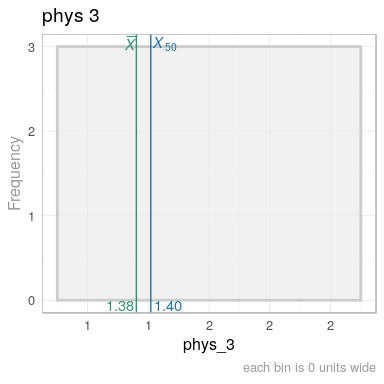 phys 3
X̅ X50
3
2
1
0
Frequency
1.38 1.40
1 1 2 2 2
phys_3
each bin is 0 units wide